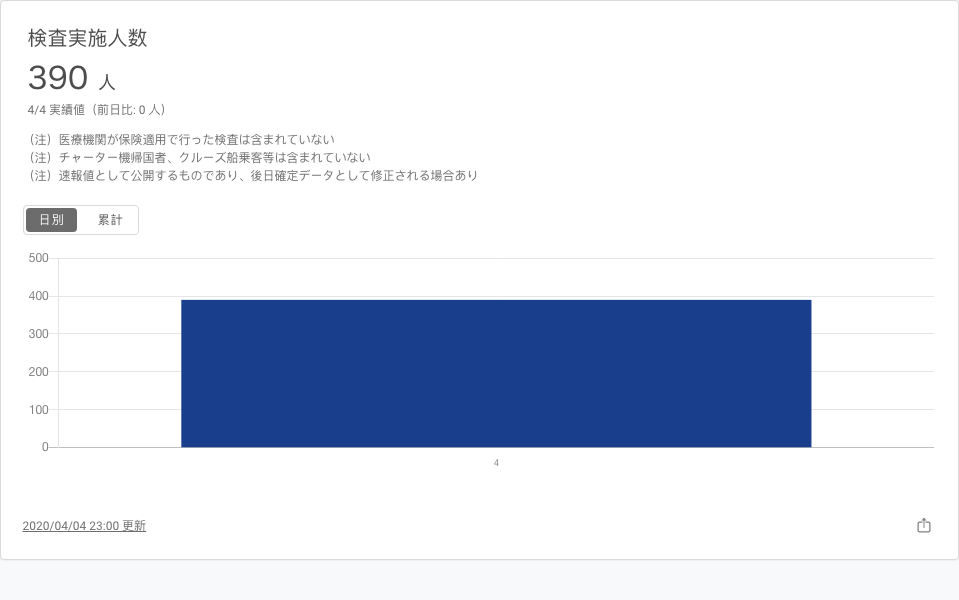 検査実施人数
390 人
4/4 実績値（前日比: 0 人）
（注）医療機関が保険適用で行った検査は含まれていない
（注）チャーター機帰国者、クルーズ船乗客等は含まれていない
（注）速報値として公開するものであり、後日確定データとして修正される場合あり
日別 累計
500
400
300
200
100
0
4
2020/04/04 23:00 更新